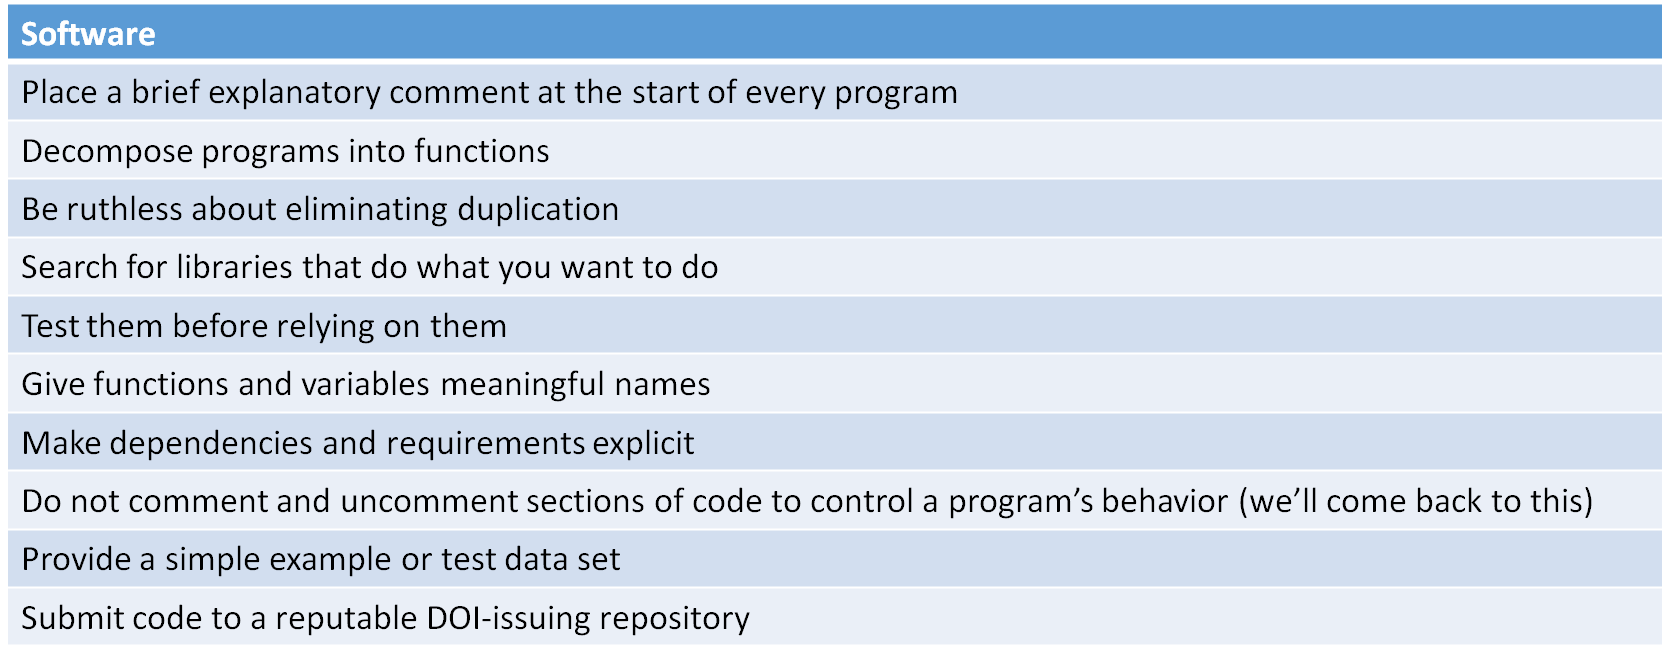 Software
Place a brief explanatory comment at the start of every program
Decompose programs into functions
Be ruthless about eliminating duplication
Search for libraries that do what you want to do
Test them before relying on them
Give functions and variables meaningful names
Make dependencies and requirements explicit
Do not comment and uncomment sections of code to control a program’s behavior (we’ll come back to this)
Provide a simple example or test data set
Submit code to a reputable DOI-issuing repository